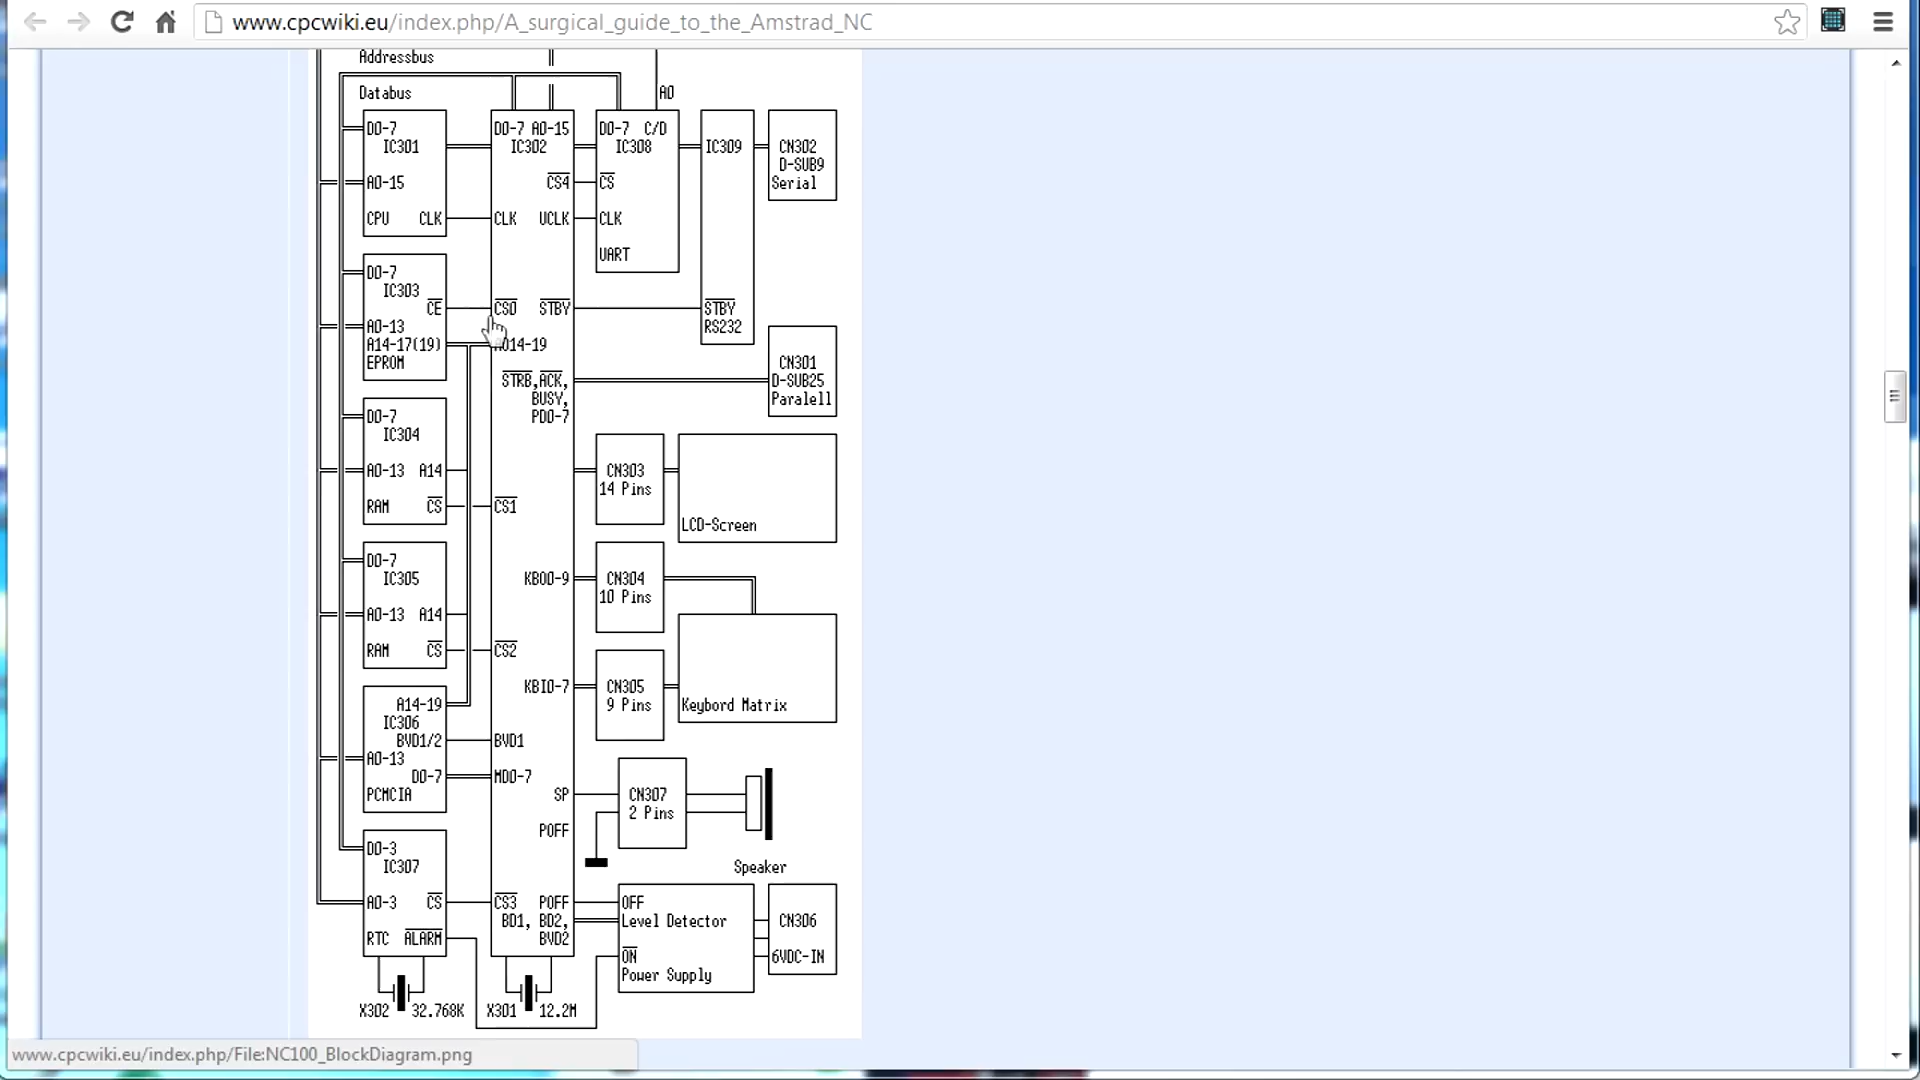 www.cpcwiki.eu/index.php/A_surgical_guide_to_the_Amstrad_NC
Addressbus
Databus
A0
D0-7
IC301
A0-15
CPU CLK
D0-7 A0-15
IC302
CS4
CLK UCLK
D0-7 C/D
IC308
CS
CLK
UART
IC309
STBY
RS232
CN302
D-SUB9
Serial
D0-7
IC303
CE
A0-13
A14-17(19)
EPROM
CS0 STBY
A014-19
STRB,ACK,
BUSY,
PD0-7
CN301
D-SUB25
Paralell
D0-7
IC304
A0-13 A14
RAM CS
CS1
CN303
14 Pins
LCD-Screen
D0-7
IC305
A0-13 A14
RAM CS
CS2
KBO0-9
CN304
10 Pins
KBI0-7
CN305
9 Pins
Keybord Matrix
A14-19
IC306
BVD1/2
A0-13
D0-7
PCMCIA
BVD1
MD0-7
SP
POFF
CN307
2 Pins
Speaker
D0-3
IC307
A0-3 CS
RTC ALARM
CS3 POFF
BD1, BD2,
BVD2
OFF
Level Detector
ON
Power Supply
CN306
6VDC-IN
X302 32.768K X301 12.2M
www.cpcwiki.eu/index.php/File:NC100_BlockDiagram.png